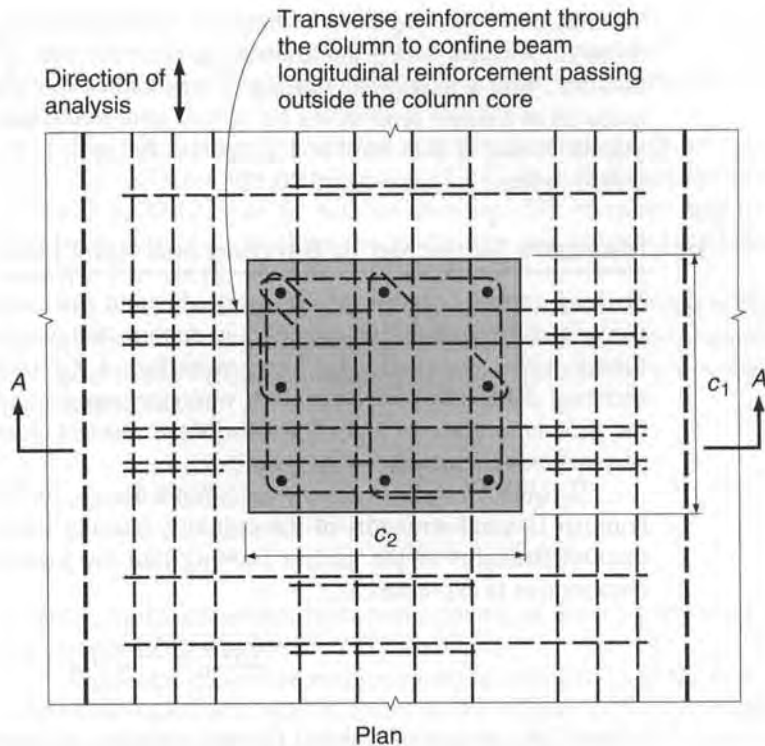 Transverse reinforcement through
the column to confine beam
longitudinal reinforcement passing
outside the column core
Direction of
analysis
A
A
c1
c2
Plan